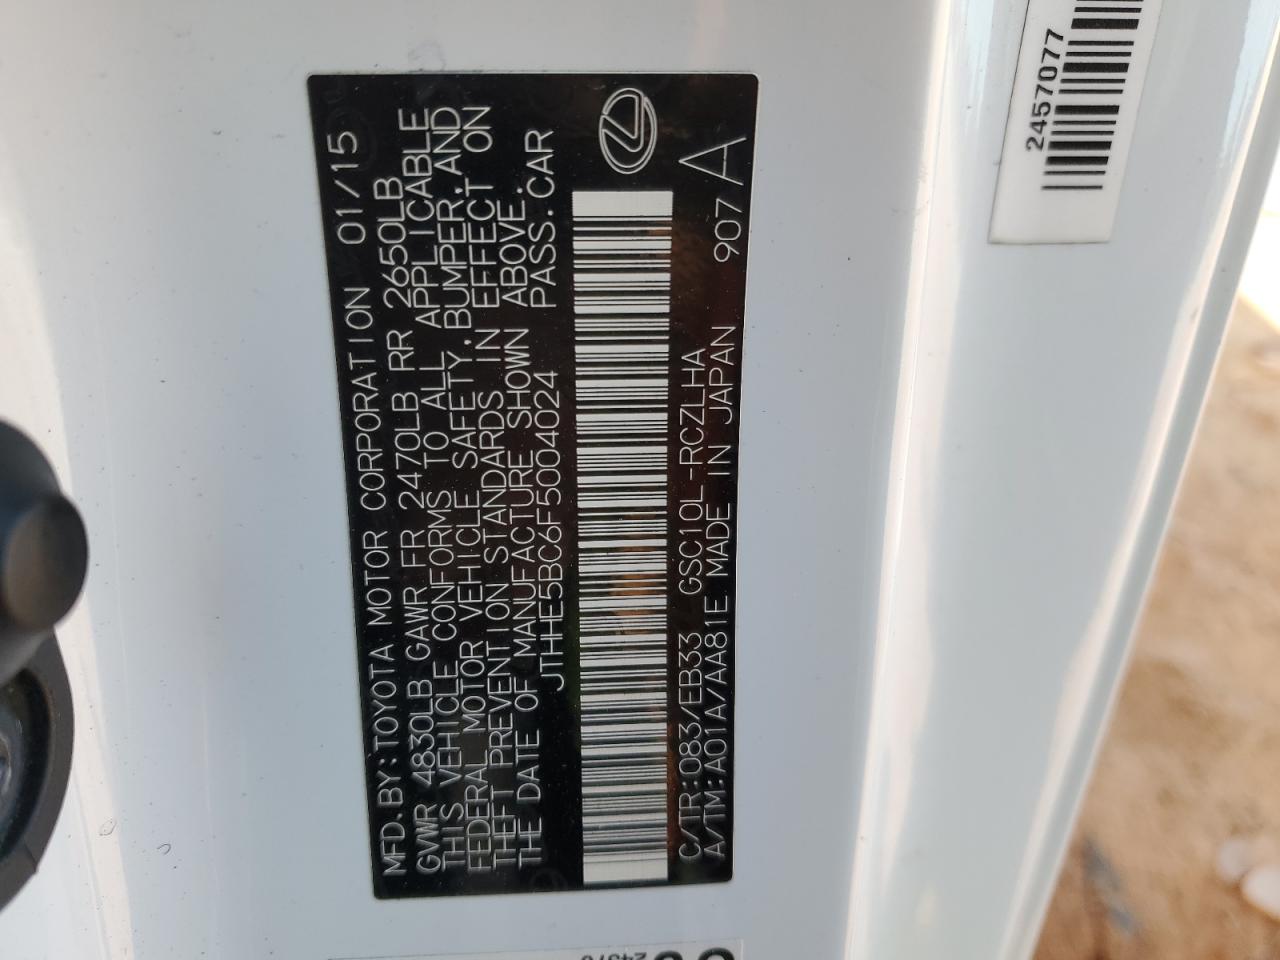 MFD.BY:TOYOTA MOTOR CORPORATION 01/15
GVWR 4830LB GAWR FR 2470LB RR 2650LB
THIS VEHICLE CONFORMS TO ALL APPLICABLE
FEDERAL MOTOR VEHICLE SAFETY,BUMPER,AND
THEFT PREVENTION STANDARDS IN EFFECT ON
THE DATE OF MANUFACTURE SHOWN ABOVE.
JTHHE5BC6F5004024 PASS.CAR
C/TR:083/EB33 GSC10L-RCZLHA
A/TM:A01A/AA81E MADE IN JAPAN 907 A
2457077